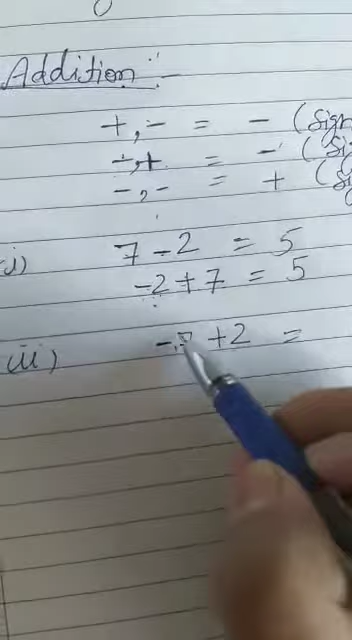 Addition :-
+, - = - (Sign
-, + = - (Si
-, - = + (S
i) 7 - 2 = 5
-2 + 7 = 5
(ii) - + 2 =